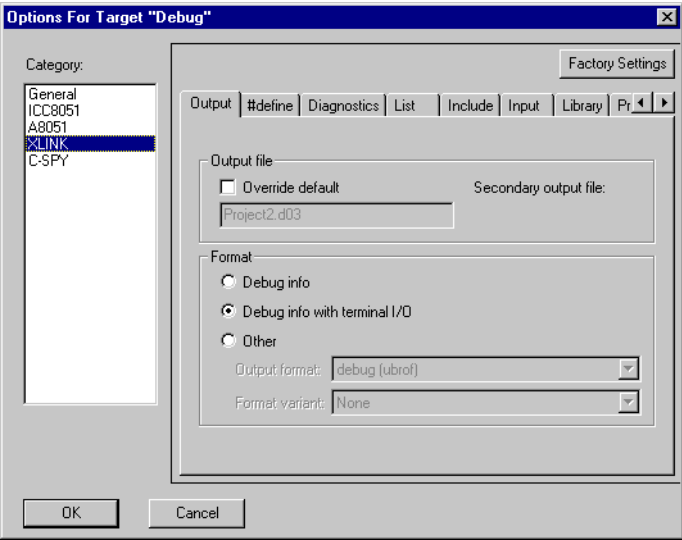 Options For Target "Debug"
Category:
General
ICC8051
A8051
XLINK
C-SPY
Factory Settings
Output #define Diagnostics List Include Input Library Pr
Output file
Override default Secondary output file:
Project2.d03
Format
Debug info
Debug info with terminal I/O
Other
Output format: debug (ubrof)
Format variant: None
OK Cancel